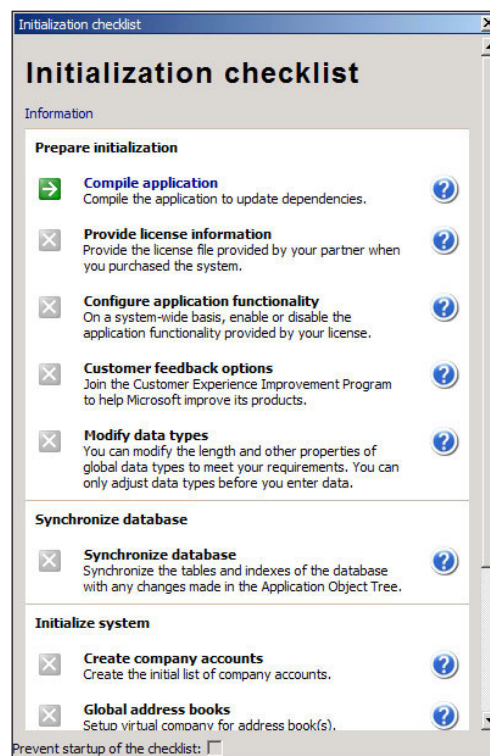 Initialization checklist
Initialization checklist
Information
Prepare initialization
Compile application
Compile the application to update dependencies.
Provide license information
Provide the license file provided by your partner when
you purchased the system.
Configure application functionality
On a system-wide basis, enable or disable the
application functionality provided by your license.
Customer feedback options
Join the Customer Experience Improvement Program
to help Microsoft improve its products.
Modify data types
You can modify the length and other properties of
global data types to meet your requirements. You can
only adjust data types before you enter data.
Synchronize database
Synchronize database
Synchronize the tables and indexes of the database
with any changes made in the Application Object Tree.
Initialize system
Create company accounts
Create the initial list of company accounts.
Global address books
Setup virtual company for address book(s).
Prevent startup of the checklist: